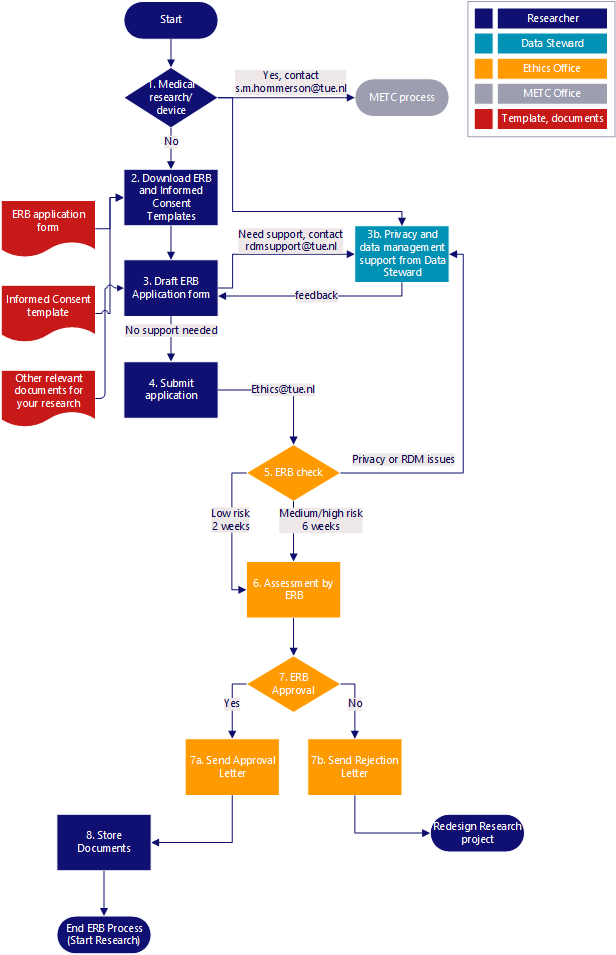 Start
Researcher
Data Steward
Ethics Office
METC Office
Template, documents
Yes, contact
s.m.hommerson@tue.nl
1. Medical
research/
device
METC process
No
2. Download ERB
and Informed
Consent
Templates
ERB application
form
Need support, contact
rdmsupport@tue.nl
3b. Privacy and
data management
support from Data
Steward
3. Draft ERB
Application form
feedback
Informed Consent
template
No support needed
Other relevant
documents for
your research
4. Submit
application
Ethics@tue.nl
5. ERB check
Privacy or RDM issues
Low risk
2 weeks
Medium/high risk
6 weeks
6. Assessment by
ERB
7. ERB
Approval
Yes
No
7a. Send Approval
Letter
7b. Send Rejection
Letter
8. Store
Documents
Redesign Research
project
End ERB Process
(Start Research)